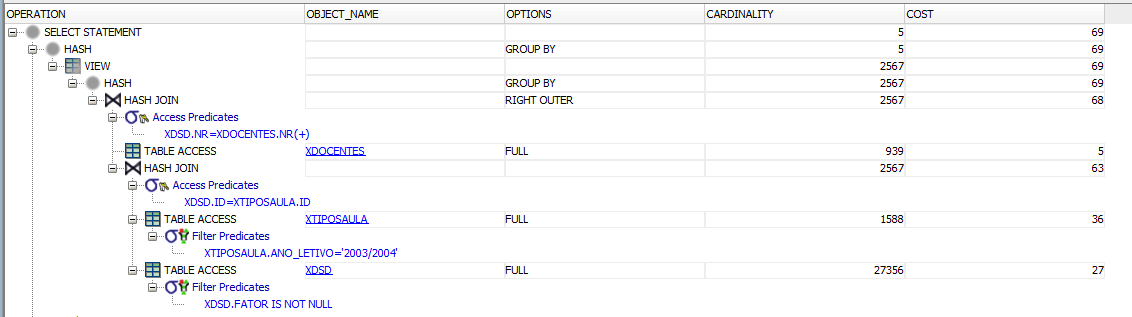 OPERATION OBJECT_NAME OPTIONS CARDINALITY COST
SELECT STATEMENT 5 69
HASH GROUP BY 5 69
VIEW 2567 69
HASH GROUP BY 2567 69
HASH JOIN RIGHT OUTER 2567 68
Access Predicates
XDSD.NR=XDOCENTES.NR(+)
TABLE ACCESS XDOCENTES FULL 939 5
HASH JOIN 2567 63
Access Predicates
XDSD.ID=XTIPOSAULA.ID
TABLE ACCESS XTIPOSAULA FULL 1588 36
Filter Predicates
XTIPOSAULA.ANO_LETIVO='2003/2004'
TABLE ACCESS XDSD FULL 27356 27
Filter Predicates
XDSD.FATOR IS NOT NULL